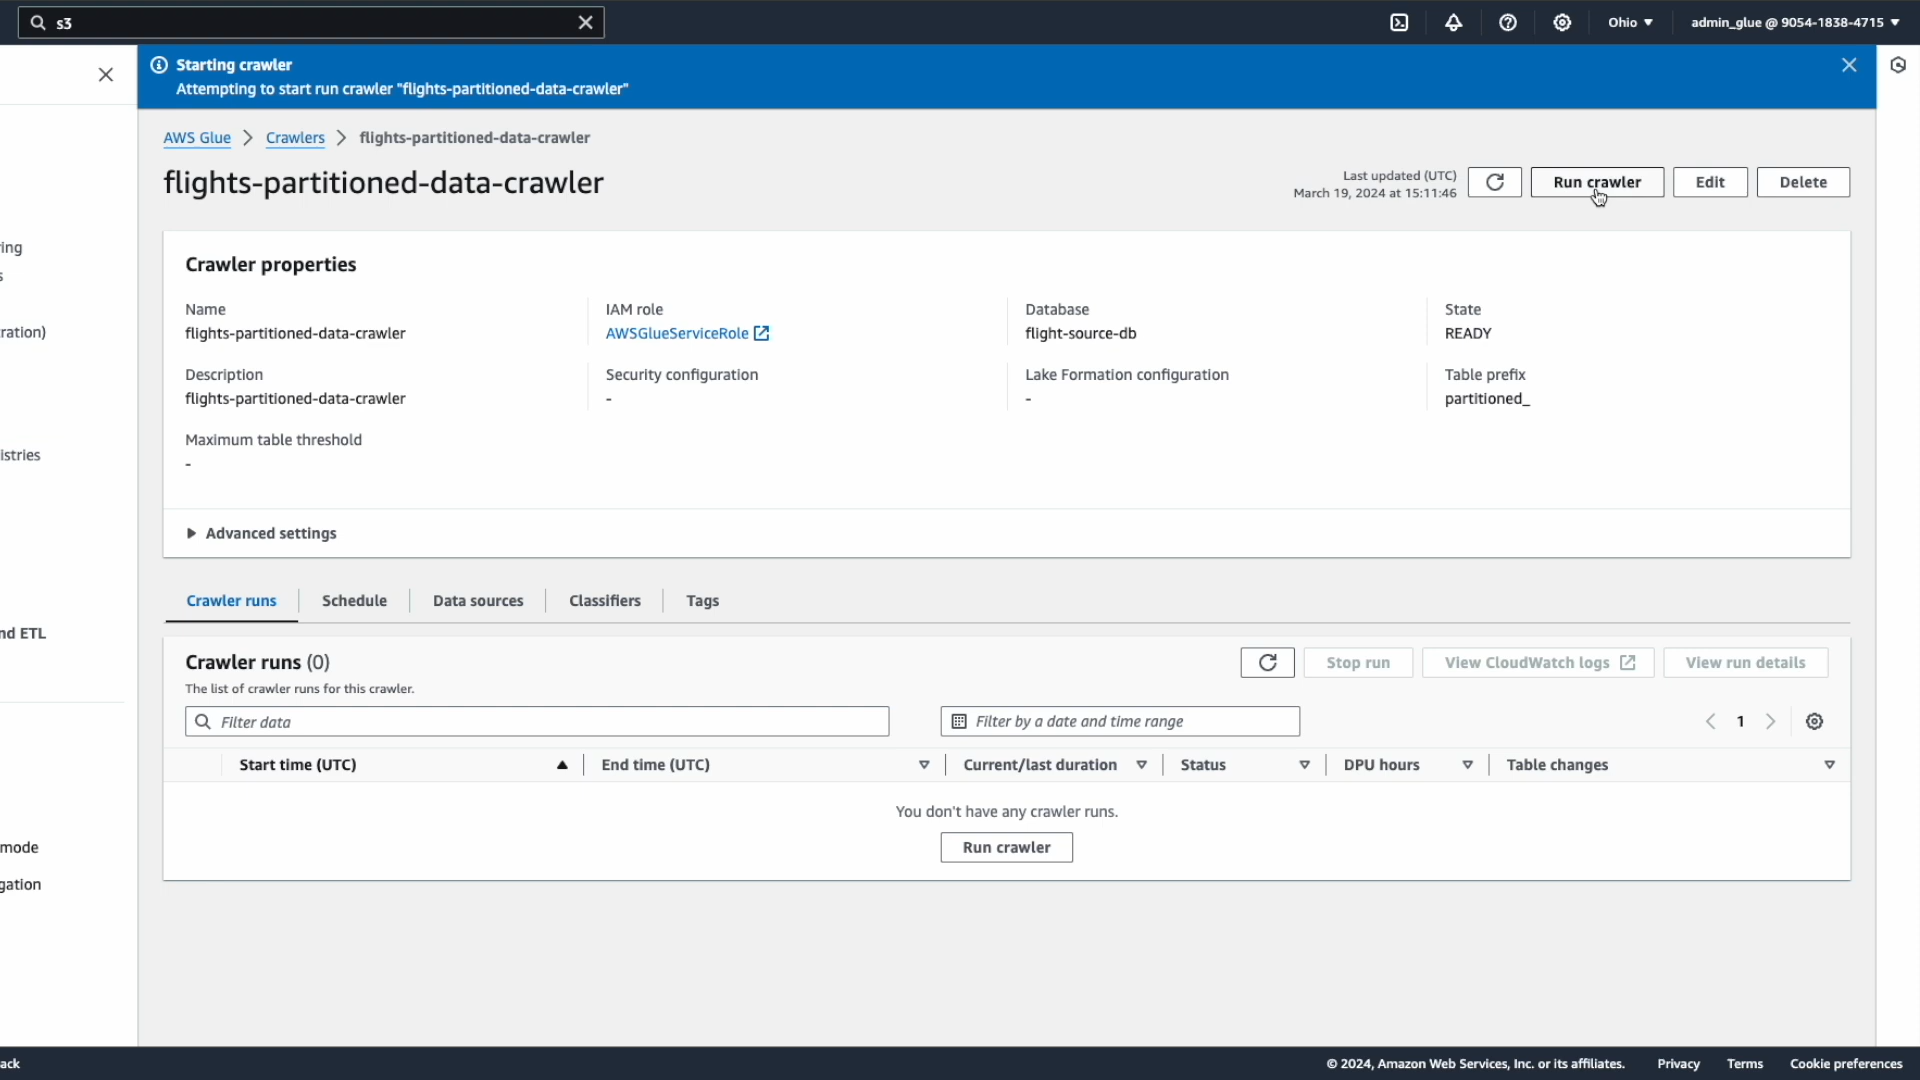 s3
Ohio
admin_glue @ 9054-1838-4715
Starting crawler
Attempting to start run crawler "flights-partitioned-data-crawler"
AWS Glue > Crawlers > flights-partitioned-data-crawler
flights-partitioned-data-crawler
Last updated (UTC)
March 19, 2024 at 15:11:46
Run crawler
Edit
Delete
Crawler properties
Name
flights-partitioned-data-crawler
IAM role
AWSGlueServiceRole
Database
flight-source-db
State
READY
Description
flights-partitioned-data-crawler
Security configuration
-
Lake Formation configuration
-
Table prefix
partitioned_
Maximum table threshold
-
Advanced settings
Crawler runs
Schedule
Data sources
Classifiers
Tags
Crawler runs (0)
The list of crawler runs for this crawler.
Stop run
View CloudWatch logs
View run details
Filter data
Filter by a date and time range
1
Start time (UTC)
End time (UTC)
Current/last duration
Status
DPU hours
Table changes
You don't have any crawler runs.
Run crawler
ing
s
ration)
istries
nd ETL
mode
gation
ack
© 2024, Amazon Web Services, Inc. or its affiliates.
Privacy
Terms
Cookie preferences